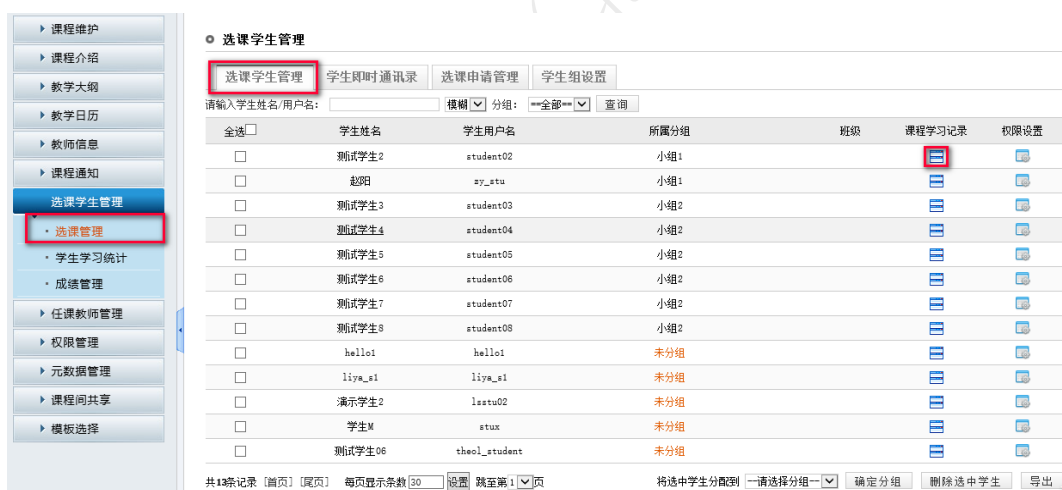 课程维护
课程介绍
教学大纲
教学日历
教师信息
课程通知
选课学生管理
选课管理
学生学习统计
成绩管理
任课教师管理
权限管理
元数据管理
课程间共享
模板选择
选课学生管理
选课学生管理 学生即时通讯录 选课申请管理 学生组设置
请输入学生姓名/用户名: 模糊 分组: ==全部== 查询
全选 学生姓名 学生用户名 所属分组 班级 课程学习记录 权限设置
测试学生2 student02 小组1
赵阳 zy_stu 小组1
测试学生3 student03 小组2
测试学生4 student04 小组2
测试学生5 student05 小组2
测试学生6 student06 小组2
测试学生7 student07 小组2
测试学生8 student08 小组2
hello1 hello1 未分组
liya_s1 liya_s1 未分组
演示学生2 lsstu02 未分组
学生M stux 未分组
测试学生06 theol_student 未分组
共13条记录 [首页] [尾页] 每页显示条数 30 设置 跳至第 1 页 将选中学生分配到 --请选择分组-- 确定分组 删除选中学生 导出